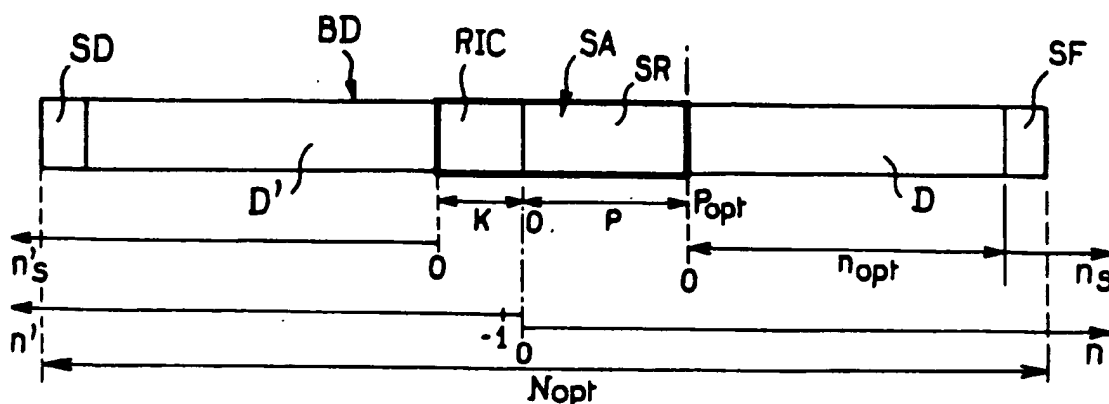 SD BD RIC SA SR SF
D' D
K 0 P Popt
n's 0 0 nopt ns
n' -1 0 n
Nopt